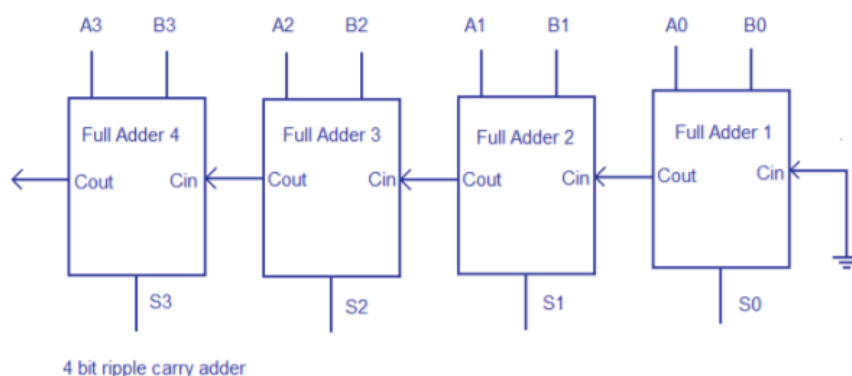 A3 B3 A2 B2 A1 B1 A0 B0
Full Adder 4 Full Adder 3 Full Adder 2 Full Adder 1
Cout Cin Cout Cin Cout Cin Cout Cin
S3 S2 S1 S0
4 bit ripple carry adder